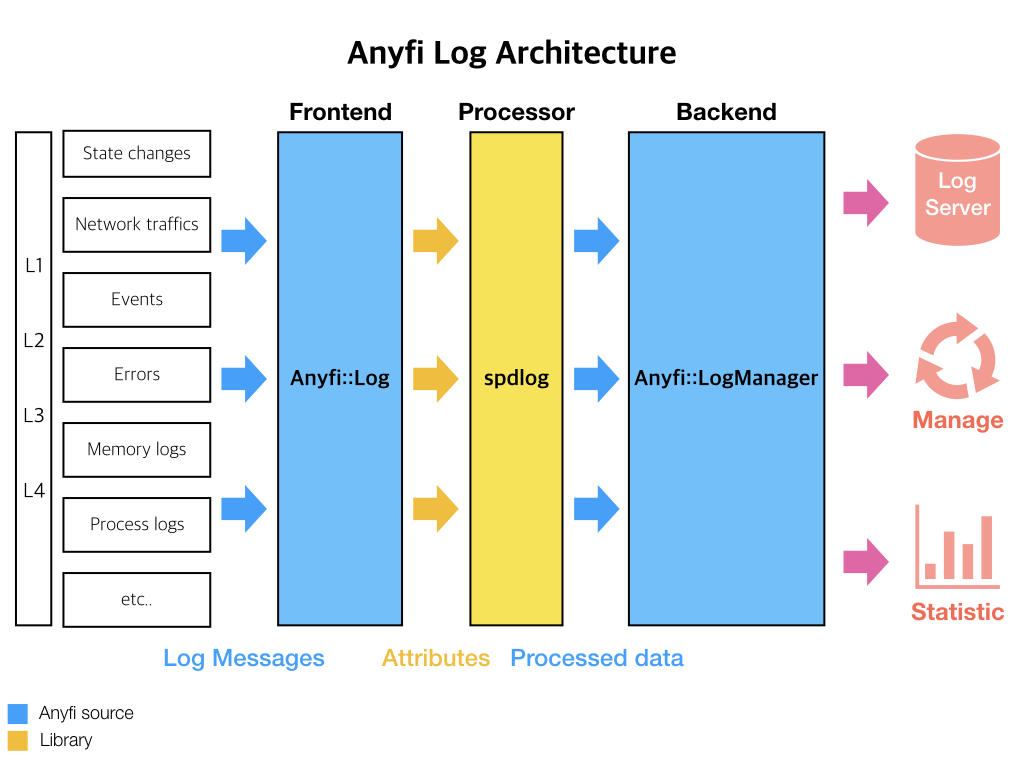 Anyfi Log Architecture
Frontend
Processor
Backend
L1
L2
L3
L4
State changes
Network traffics
Events
Errors
Memory logs
Process logs
etc..
Anyfi::Log
spdlog
Anyfi::LogManager
Log
Server
Manage
Statistic
Log Messages
Attributes
Processed data
Anyfi source
Library